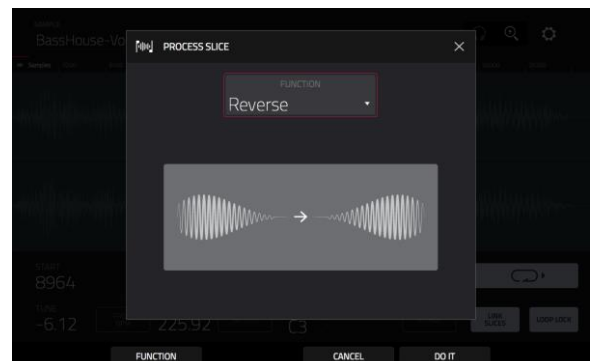 SAMPLE
BassHouse-Vo
PROCESS SLICE
FUNCTION
Reverse
START
8964
TUNE
-6.12
225.92
C3
LINK
SLICES
LOOP LOCK
FUNCTION
CANCEL
DO IT